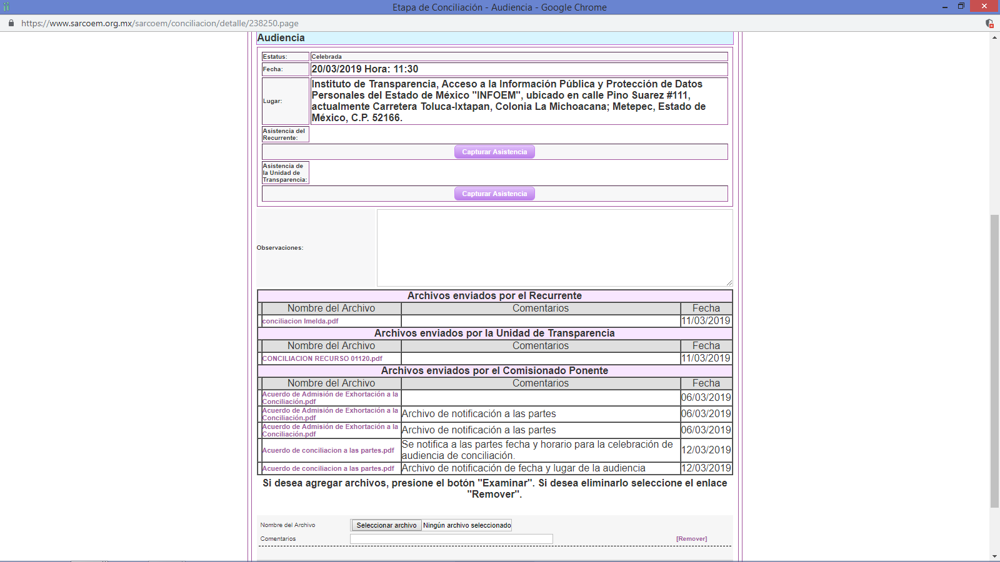 Etapa de Conciliación - Audiencia - Google Chrome
https://www.sarcoem.org.mx/sarcoem/conciliacion/detalle/238250.page
Audiencia
Estatus: Celebrada
Fecha: 20/03/2019 Hora: 11:30
Lugar: Instituto de Transparencia, Acceso a la Información Pública y Protección de Datos
Personales del Estado de México "INFOEM", ubicado en calle Pino Suarez #111,
actualmente Carretera Toluca-Ixtapan, Colonia La Michoacana; Metepec, Estado de
México, C.P. 52166.
Asistencia del
Recurrente:
Capturar Asistencia
Asistencia de
la Unidad de
Transparencia:
Capturar Asistencia
Observaciones:
Archivos enviados por el Recurrente
Nombre del Archivo Comentarios Fecha
conciliacion Imelda.pdf 11/03/2019
Archivos enviados por la Unidad de Transparencia
Nombre del Archivo Comentarios Fecha
CONCILIACION RECURSO 01120.pdf 11/03/2019
Archivos enviados por el Comisionado Ponente
Nombre del Archivo Comentarios Fecha
Acuerdo de Admisión de Exhortación a la
Conciliación.pdf 06/03/2019
Acuerdo de Admisión de Exhortación a la
Conciliación.pdf Archivo de notificación a las partes 06/03/2019
Acuerdo de Admisión de Exhortación a la
Conciliación.pdf Archivo de notificación a las partes 06/03/2019
Acuerdo de conciliacion a las partes.pdf Se notifica a las partes fecha y horario para la celebración de
audiencia de conciliación. 12/03/2019
Acuerdo de conciliacion a las partes.pdf Archivo de notificación de fecha y lugar de la audiencia 12/03/2019
Si desea agregar archivos, presione el botón "Examinar". Si desea eliminarlo seleccione el enlace
"Remover".
Nombre del Archivo Seleccionar archivo Ningún archivo seleccionado
Comentarios [Remover]